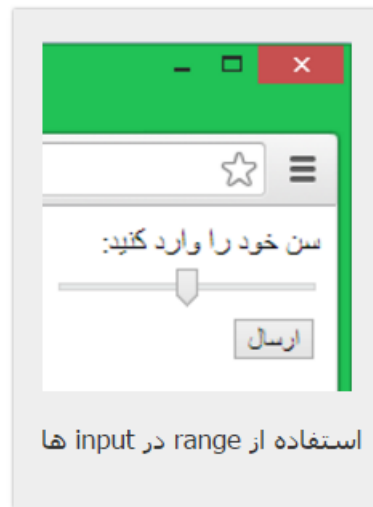 سن خود را وارد کنید:
ارسال
استفاده از range در input ها